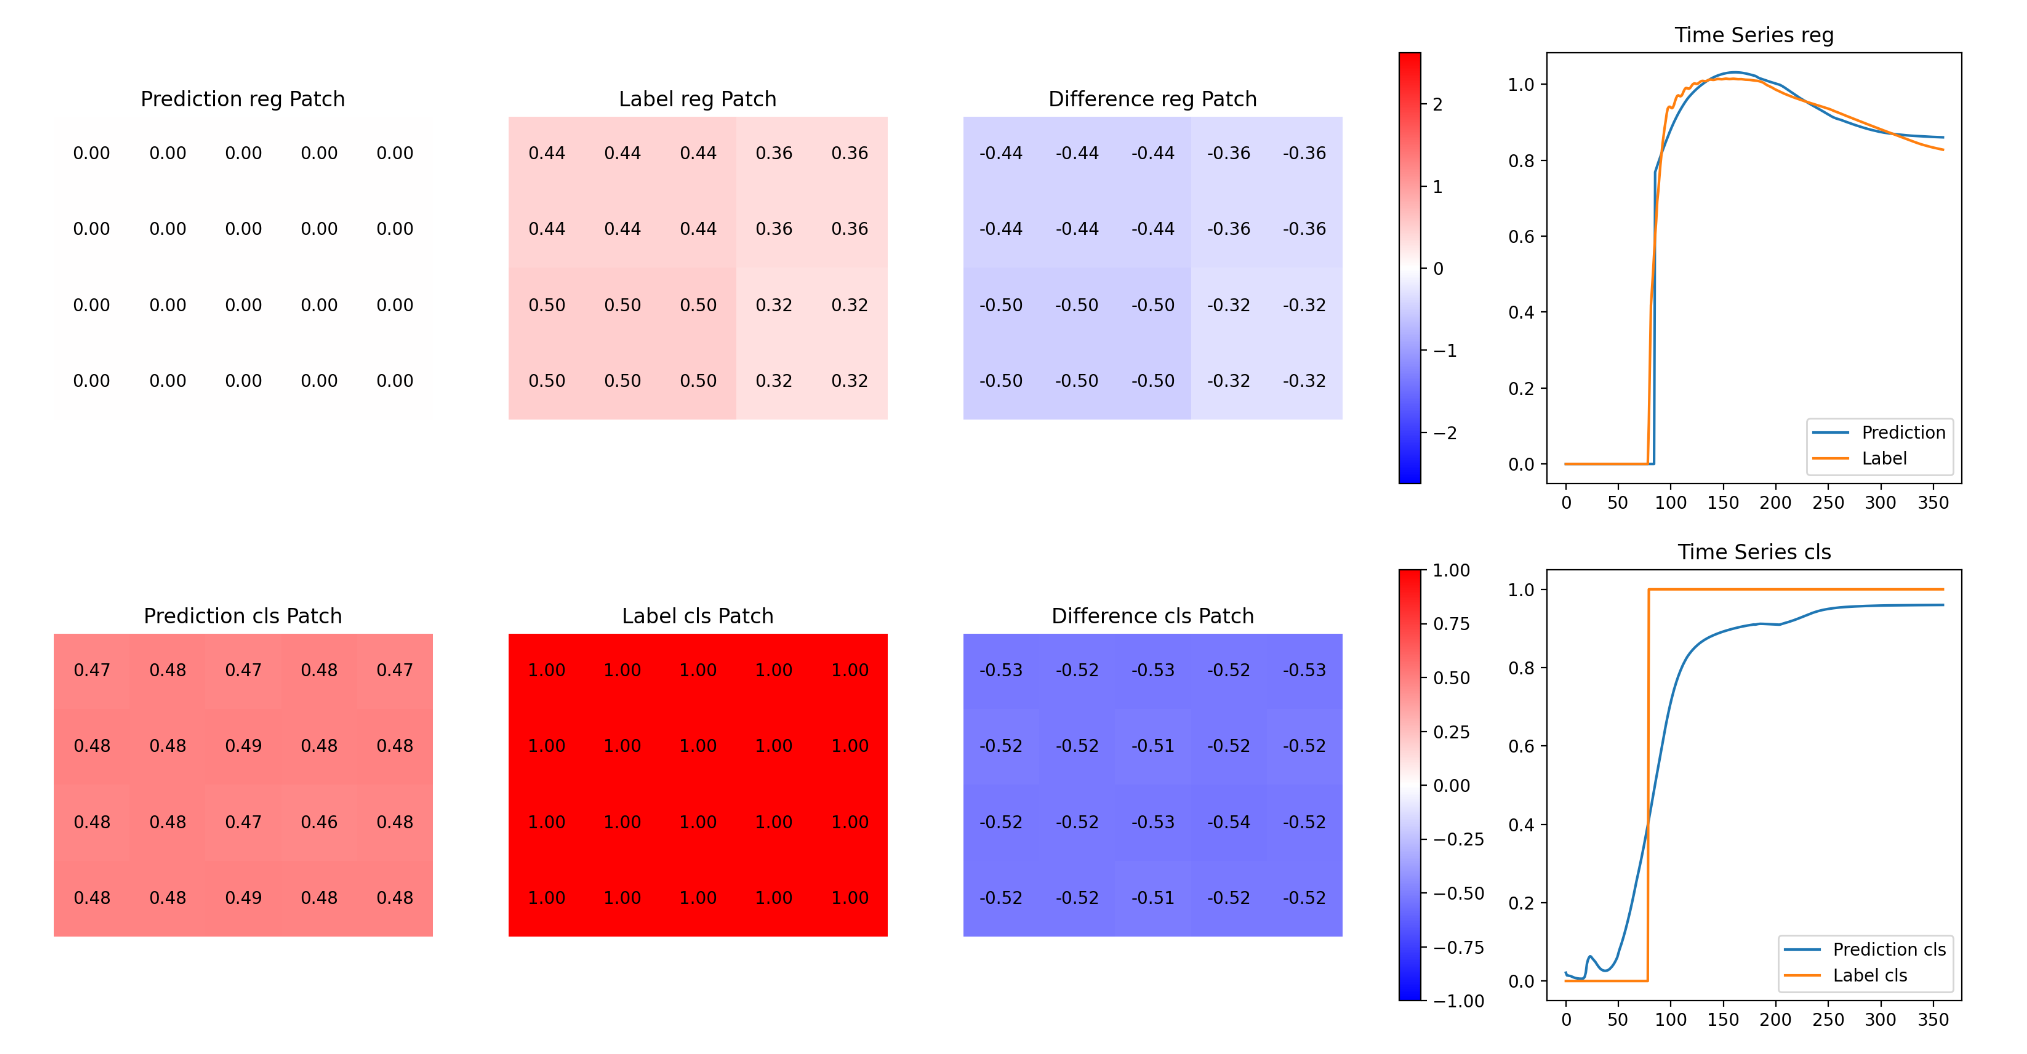 Time Series reg
Prediction reg Patch
Label reg Patch
Difference reg Patch
0.00 0.00 0.00 0.00 0.00
0.00 0.00 0.00 0.00 0.00
0.00 0.00 0.00 0.00 0.00
0.00 0.00 0.00 0.00 0.00
0.44 0.44 0.44 0.36 0.36
0.44 0.44 0.44 0.36 0.36
0.50 0.50 0.50 0.32 0.32
0.50 0.50 0.50 0.32 0.32
-0.44 -0.44 -0.44 -0.36 -0.36
-0.44 -0.44 -0.44 -0.36 -0.36
-0.50 -0.50 -0.50 -0.32 -0.32
-0.50 -0.50 -0.50 -0.32 -0.32
2
1
0
−1
−2
1.0
0.8
0.6
0.4
0.2
0.0
Prediction
Label
0 50 100 150 200 250 300 350
Time Series cls
Prediction cls Patch
Label cls Patch
Difference cls Patch
0.47 0.48 0.47 0.48 0.47
0.48 0.48 0.49 0.48 0.48
0.48 0.48 0.47 0.46 0.48
0.48 0.48 0.49 0.48 0.48
1.00 1.00 1.00 1.00 1.00
1.00 1.00 1.00 1.00 1.00
1.00 1.00 1.00 1.00 1.00
1.00 1.00 1.00 1.00 1.00
-0.53 -0.52 -0.53 -0.52 -0.53
-0.52 -0.52 -0.51 -0.52 -0.52
-0.52 -0.52 -0.53 -0.54 -0.52
-0.52 -0.52 -0.51 -0.52 -0.52
1.00
0.75
0.50
0.25
0.00
−0.25
−0.50
−0.75
−1.00
1.0
0.8
0.6
0.4
0.2
0.0
Prediction cls
Label cls
0 50 100 150 200 250 300 350